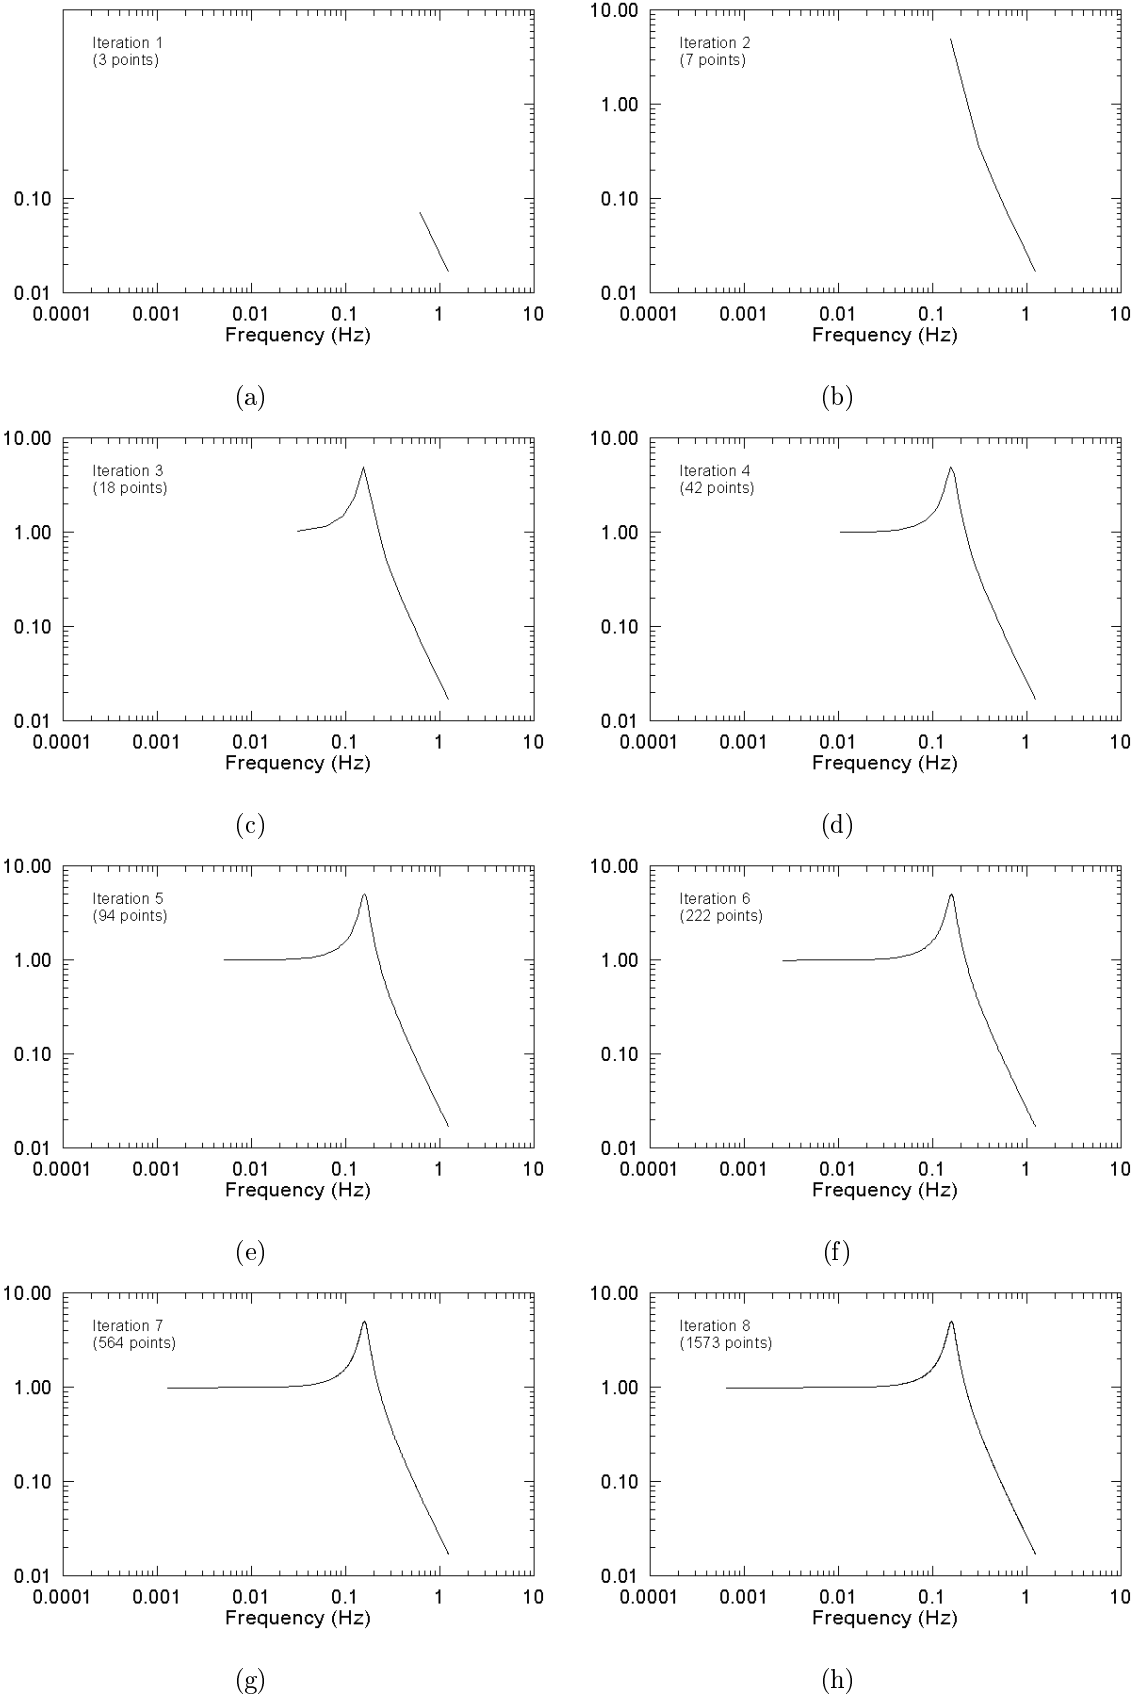 Iteration 1
(3 points)
0.10
0.01
0.0001 0.001 0.01 0.1 1 10
Frequency (Hz)
(a)
10.00
Iteration 2
(7 points)
1.00
0.10
0.01
0.0001 0.001 0.01 0.1 1 10
Frequency (Hz)
(b)
10.00
Iteration 3
(18 points)
1.00
0.10
0.01
0.0001 0.001 0.01 0.1 1 10
Frequency (Hz)
(c)
10.00
Iteration 4
(42 points)
1.00
0.10
0.01
0.0001 0.001 0.01 0.1 1 10
Frequency (Hz)
(d)
10.00
Iteration 5
(94 points)
1.00
0.10
0.01
0.0001 0.001 0.01 0.1 1 10
Frequency (Hz)
(e)
10.00
Iteration 6
(222 points)
1.00
0.10
0.01
0.0001 0.001 0.01 0.1 1 10
Frequency (Hz)
(f)
10.00
Iteration 7
(564 points)
1.00
0.10
0.01
0.0001 0.001 0.01 0.1 1 10
Frequency (Hz)
(g)
10.00
Iteration 8
(1573 points)
1.00
0.10
0.01
0.0001 0.001 0.01 0.1 1 10
Frequency (Hz)
(h)